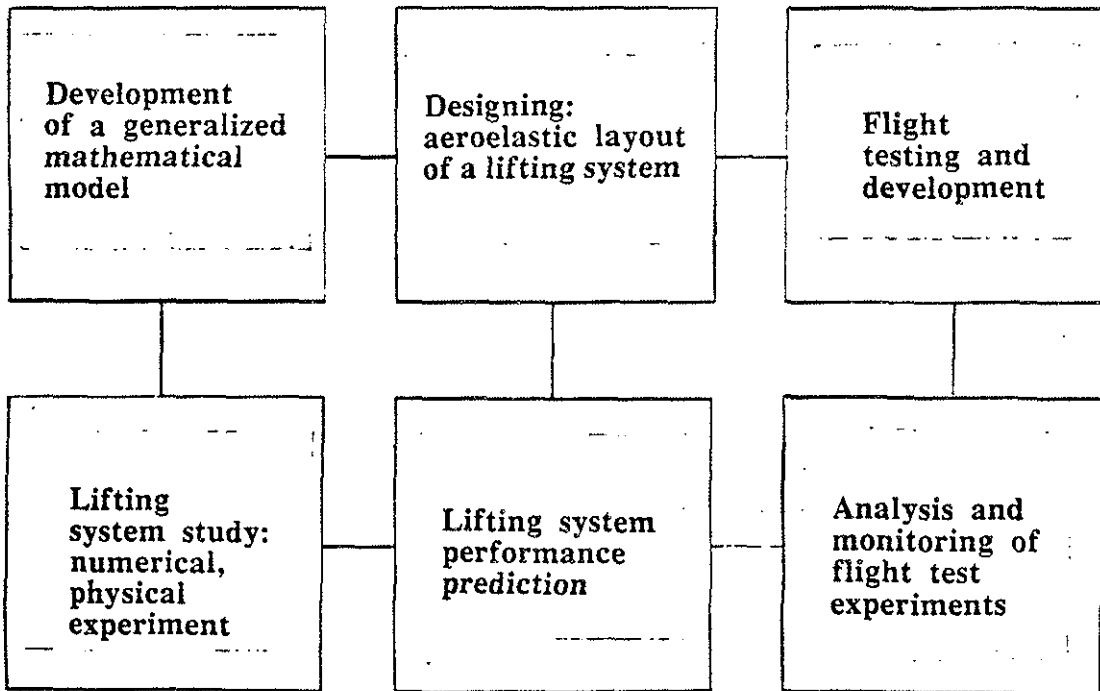 Development
of a generalized
mathematical
model
Designing:
aeroelastic layout
of a lifting system
Flight
testing and
development
Lifting
system study:
numerical,
physical
experiment
Lifting system
performance
prediction
Analysis and
monitoring of
flight test
experiments